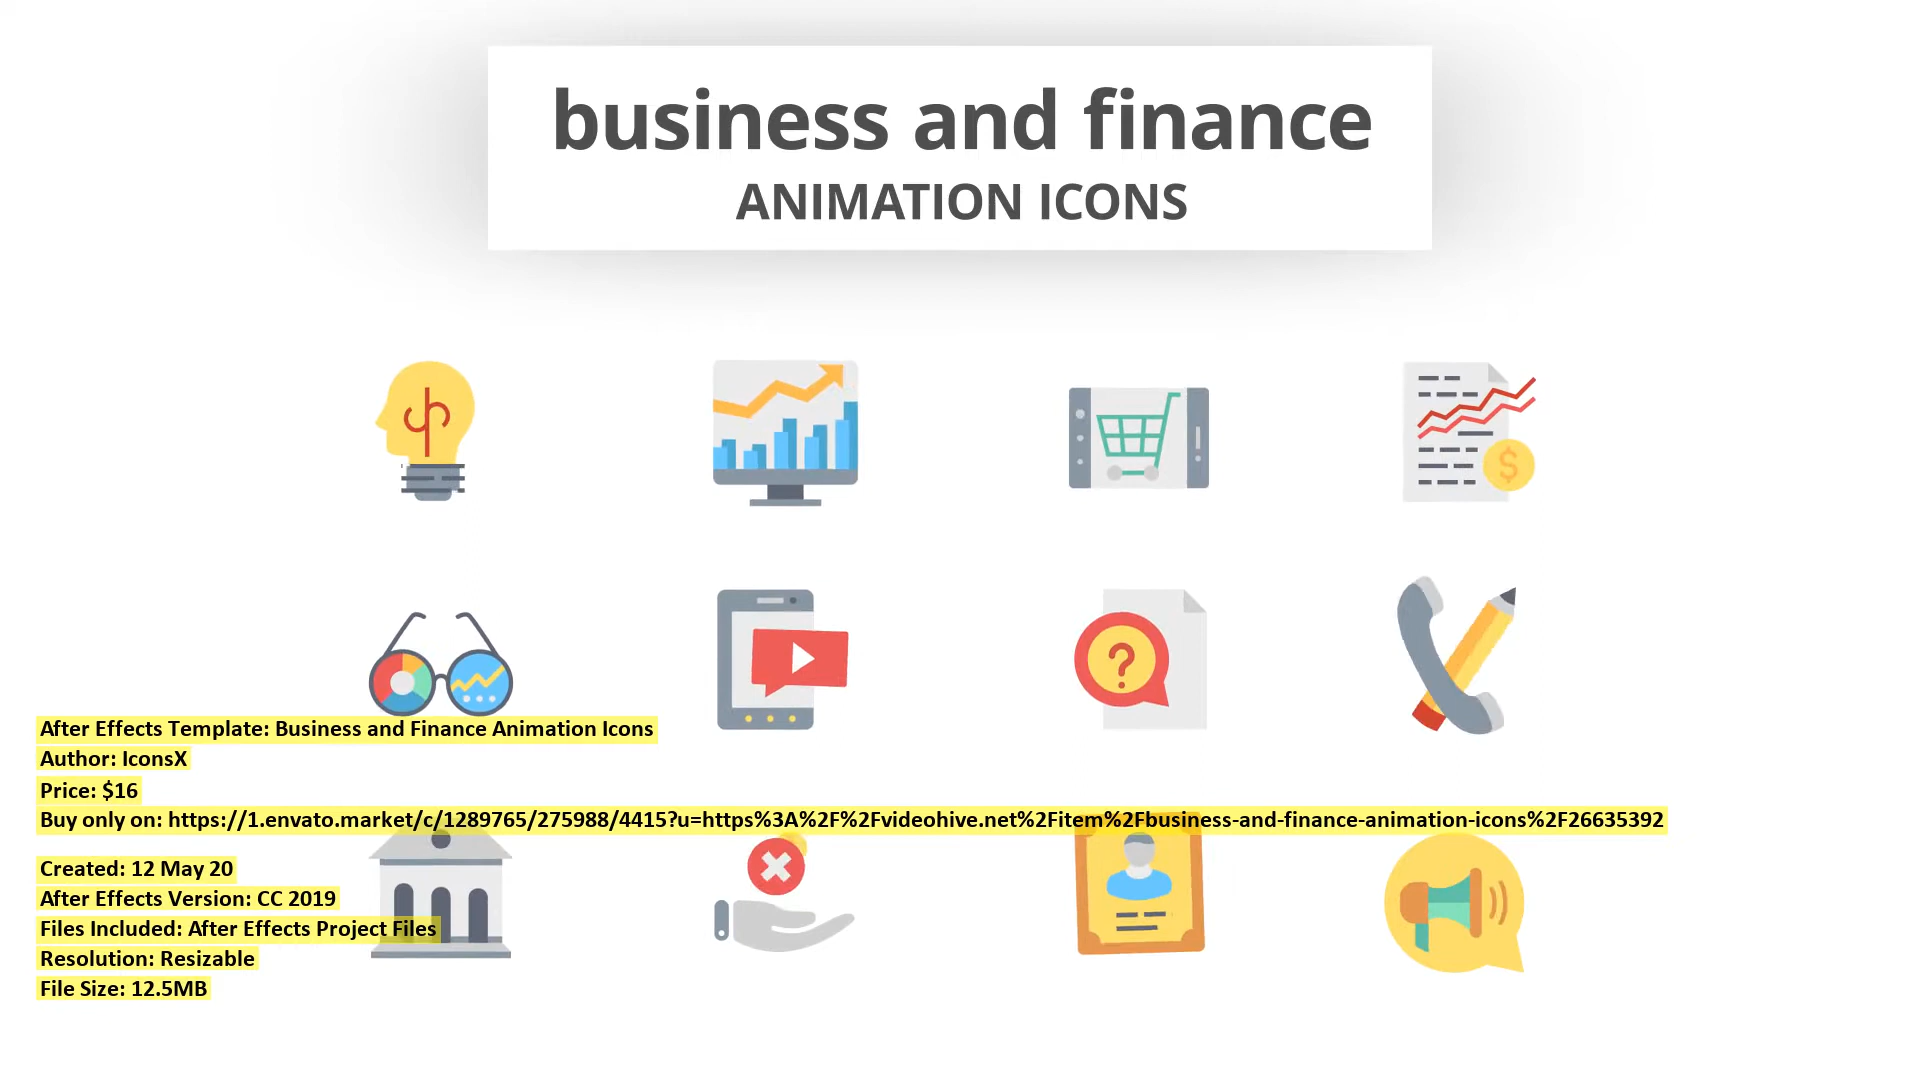 business and finance
ANIMATION ICONS
$
?
After Effects Template: Business and Finance Animation Icons
Author: IconsX
Price: $16
Buy only on: https://1.envato.market/c/1289765/275988/4415?u=https%3A%2F%2Fvideohive.net%2Fitem%2Fbusiness-and-finance-animation-icons%2F26635392
Created: 12 May 20
After Effects Version: CC 2019
Files Included: After Effects Project Files
Resolution: Resizable
File Size: 12.5MB